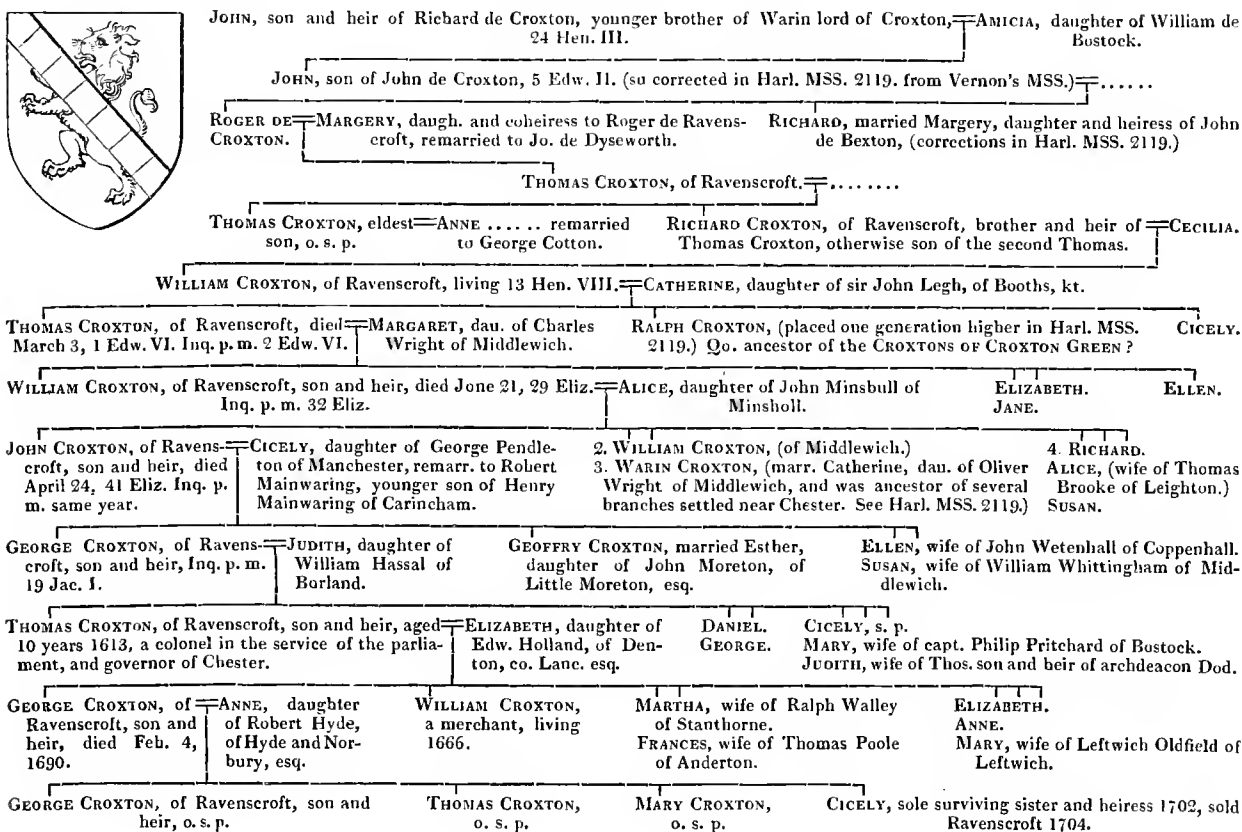 JOHN, son and heir of Richard de Croxton, younger brother of Warin lord of Croxton,
24 Hen. III.
AMICIA, daughter of William de
Bostock.
JOHN, son of John de Croxton, 5 Edw. II. (so corrected in Harl. MSS. 2119. from Vernon's MSS.) ......
ROGER DE
CROXTON.
MARGERY, daugh. and coheiress to Roger de Ravens-
croft, remarried to Jo. de Dyseworth.
RICHARD, married Margery, daughter and heiress of John
de Bexton, (corrections in Harl. MSS. 2119.)
THOMAS CROXTON, of Ravenscroft. ........
THOMAS CROXTON, eldest
son, o. s. p.
ANNE ...... remarried
to George Cotton.
RICHARD CROXTON, of Ravenscroft, brother and heir of
Thomas Croxton, otherwise son of the second Thomas.
CECILIA.
WILLIAM CROXTON, of Ravenscroft, living 13 Hen. VIII.
CATHERINE, daughter of sir John Legh, of Booths, kt.
THOMAS CROXTON, of Ravenscroft, died
March 3, 1 Edw. VI. Inq. p. m. 2 Edw. VI.
MARGARET, dau. of Charles
Wright of Middlewich.
RALPH CROXTON, (placed one generation higher in Harl. MSS.
2119.) Qo. ancestor of the CROXTONS OF CROXTON GREEN ?
CICELY.
WILLIAM CROXTON, of Ravenscroft, son and heir, died Jone 21, 29 Eliz.
Inq. p. m. 32 Eliz.
ALICE, daughter of John Minsbull of
Minsholl.
ELIZABETH.
JANE.
ELLEN.
JOHN CROXTON, of Ravens-
croft, son and heir, died
April 24, 41 Eliz. Inq. p.
m. same year.
CICELY, daughter of George Pendle-
ton of Manchester, remarr. to Robert
Mainwaring, younger son of Henry
Mainwaring of Carincham.
2. WILLIAM CROXTON, (of Middlewich.)
3. WARIN CROXTON, (marr. Catherine, dau. of Oliver
Wright of Middlewich, and was ancestor of several
branches settled near Chester. See Harl. MSS. 2119.)
4. RICHARD.
ALICE, (wife of Thomas
Brooke of Leighton.)
SUSAN.
GEORGE CROXTON, of Ravens-
croft, son and heir, Inq. p. m.
19 Jac. I.
JUDITH, daughter of
William Hassal of
Borland.
GEOFFRY CROXTON, married Esther,
daughter of John Moreton, of
Little Moreton, esq.
ELLEN, wife of John Wetenhall of Coppenhall.
SUSAN, wife of William Whittingham of Mid-
dlewich.
THOMAS CROXTON, of Ravenscroft, son and heir, aged
10 years 1613, a colonel in the service of the parlia-
ment, and governor of Chester.
ELIZABETH, daughter of
Edw. Holland, of Den-
ton, co. Lanc. esq.
DANIEL.
GEORGE.
CICELY, s. p.
MARY, wife of capt. Philip Pritchard of Bostock.
JUDITH, wife of Thos. son and beir of archdeacon Dod.
GEORGE CROXTON, of
Ravenscroft, son and
heir, died Feb. 4,
1690.
ANNE, daughter
of Robert Hyde,
of Hyde and Nor-
bury, esq.
WILLIAM CROXTON,
a merchant, living
1666.
MARTHA, wife of Ralph Walley
of Stanthorne.
FRANCES, wife of Thomas Poole
of Anderton.
ELIZABETH.
ANNE.
MARY, wife of Leftwich Oldfield of
Leftwich.
GEORGE CROXTON, of Ravenscroft, son and
heir, o. s. p.
THOMAS CROXTON,
o. s. p.
MARY CROXTON,
o. s. p.
CICELY, sole surviving sister and heiress 1702, sold
Ravenscroft 1704.